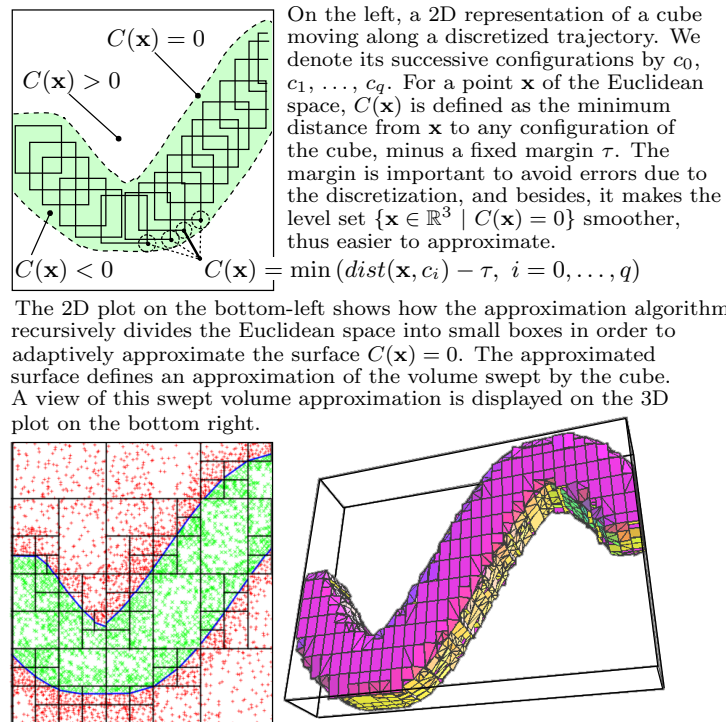 C(x) = 0
C(x) > 0
C(x) < 0
C(x) = min (dist(x, c_i) − τ, i = 0, . . . , q)
On the left, a 2D representation of a cube
moving along a discretized trajectory. We
denote its successive configurations by c_0,
c_1, . . . , c_q. For a point x of the Euclidean
space, C(x) is defined as the minimum
distance from x to any configuration of
the cube, minus a fixed margin τ. The
margin is important to avoid errors due to
the discretization, and besides, it makes the
level set {x ∈ ℝ³ | C(x) = 0} smoother,
thus easier to approximate.
The 2D plot on the bottom-left shows how the approximation algorithm
recursively divides the Euclidean space into small boxes in order to
adaptively approximate the surface C(x) = 0. The approximated
surface defines an approximation of the volume swept by the cube.
A view of this swept volume approximation is displayed on the 3D
plot on the bottom right.